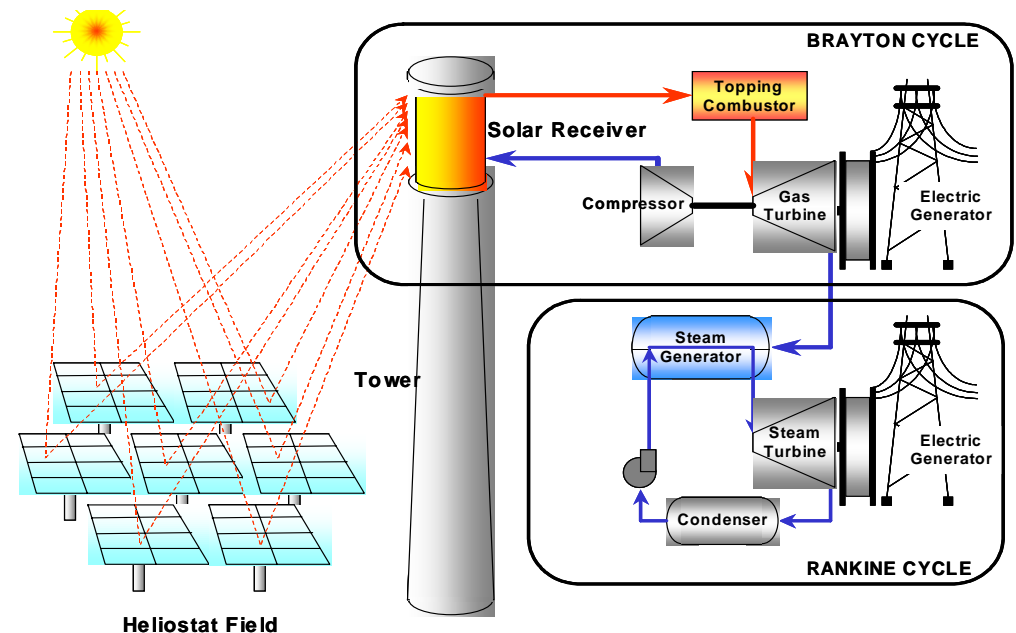 BRAYTON CYCLE
Topping
Combustor
Solar Receiver
Compressor
Gas
Turbine
Electric
Generator
Steam
Generator
Tower
Steam
Turbine
Electric
Generator
Condenser
RANKINE CYCLE
Heliostat Field